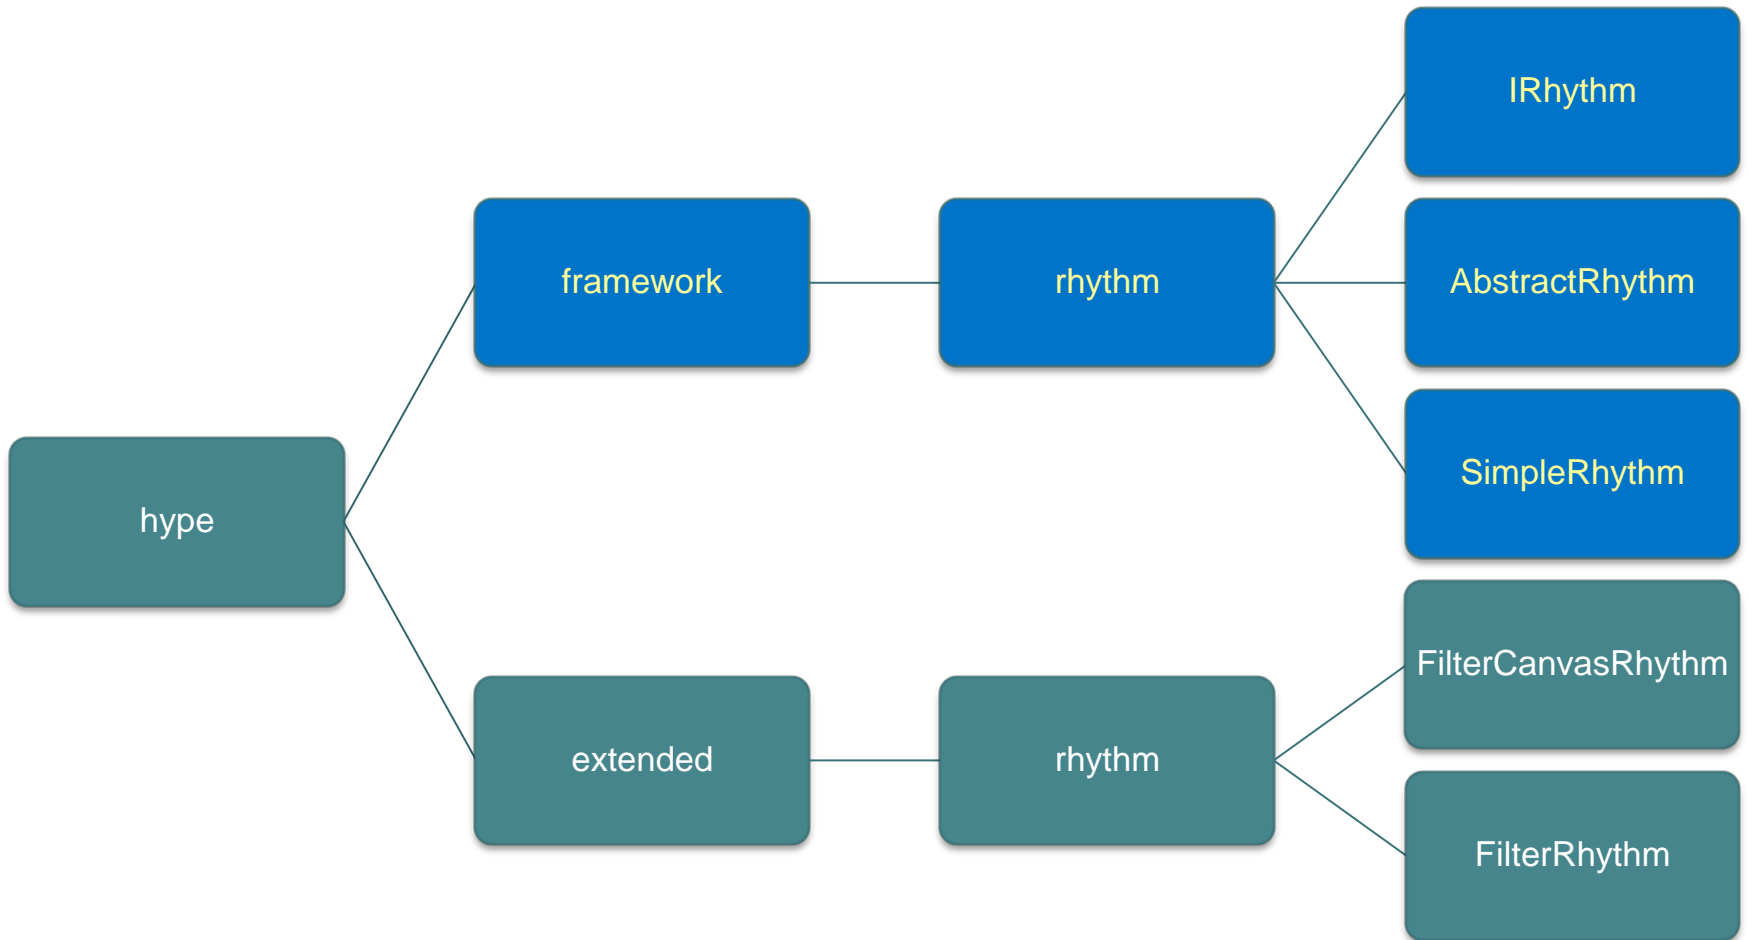 hype
framework
rhythm
IRhythm
AbstractRhythm
SimpleRhythm
extended
rhythm
FilterCanvasRhythm
FilterRhythm